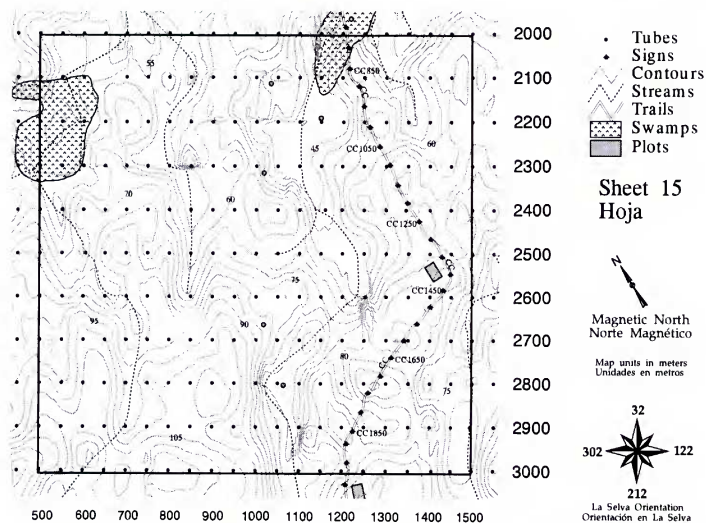 2000
2100
2200
2300
2400
2500
2600
2700
2800
2900
3000
500 600 700 800 900 1000 1100 1200 1300 1400 1500
55
CC850
45
CC1050
60
70
60
CC1250
75
CC1450
95
90
80
CC1650
75
105
CC1850
Tubes
Signs
Contours
Streams
Trails
Swamps
Plots
Sheet 15
Hoja
N
Magnetic North
Norte Magnético
Map units in meters
Unidades en metros
32
302
122
212
La Selva Orientation
Orientación en La Selva